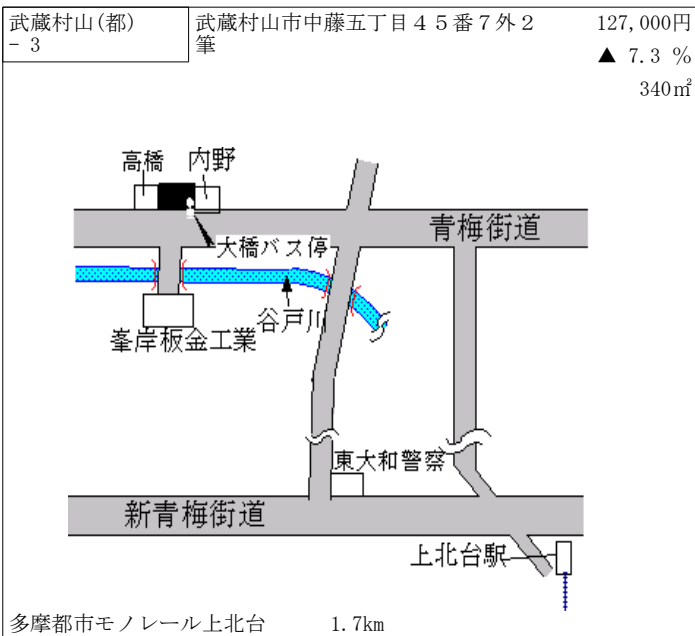 武蔵村山(都)
- 3
武蔵村山市中藤五丁目４５番７外２
筆
127,000円
▲ 7.3 %
340㎡
高橋
内野
青梅街道
大橋バス停
谷戸川
峯岸板金工業
東大和警察
新青梅街道
上北台駅
多摩都市モノレール上北台 1.7km